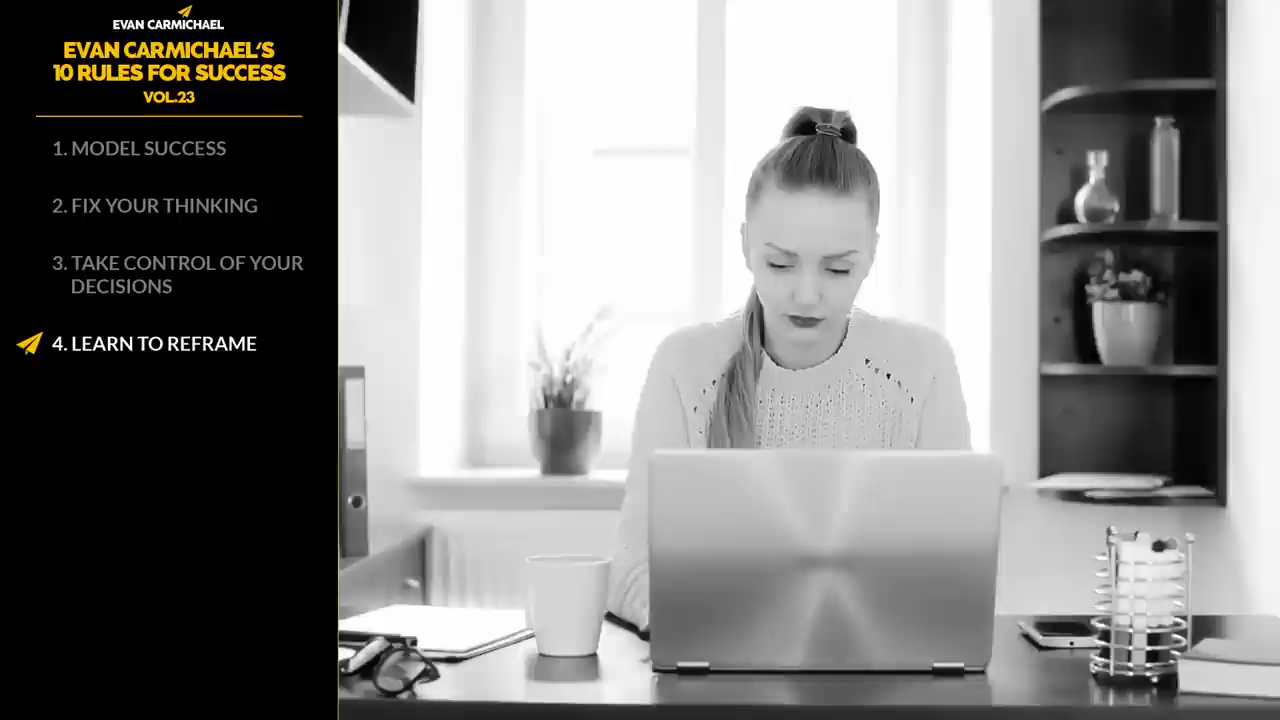 EVAN CARMICHAEL
EVAN CARMICHAEL'S
10 RULES FOR SUCCESS
VOL.23
1. MODEL SUCCESS
2. FIX YOUR THINKING
3. TAKE CONTROL OF YOUR
DECISIONS
4. LEARN TO REFRAME